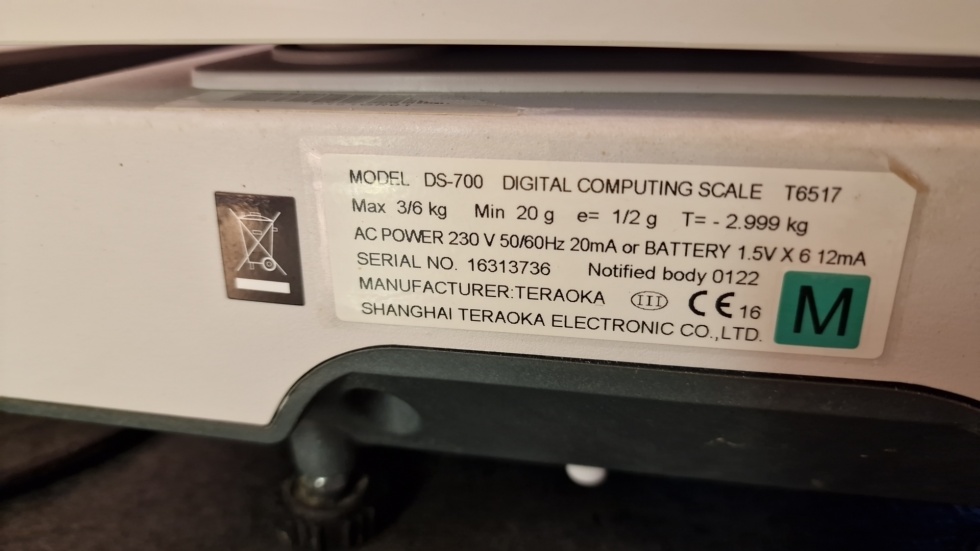 MODEL DS-700 DIGITAL COMPUTING SCALE T6517
Max 3/6 kg Min 20 g e= 1/2 g T= - 2.999 kg
AC POWER 230 V 50/60Hz 20mA or BATTERY 1.5V X 6 12mA
SERIAL NO. 16313736 Notified body 0122
MANUFACTURER:TERAOKA III CE 16
SHANGHAI TERAOKA ELECTRONIC CO.,LTD.
M